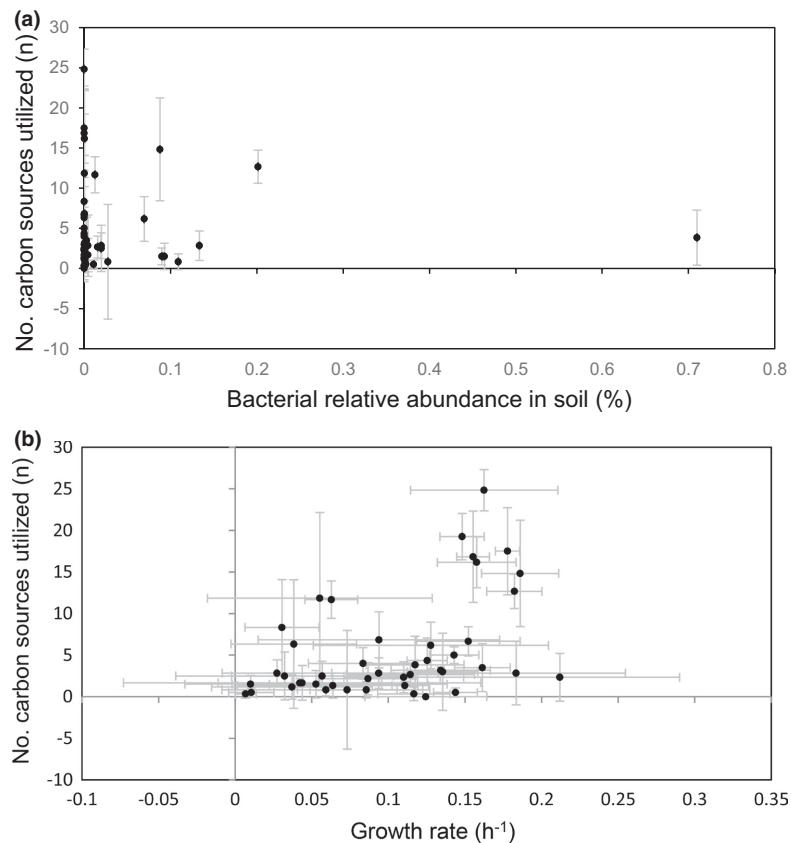 (a)
No. carbon sources utilized (n)
30
25
20
15
10
5
0
-5
-10
0 0.1 0.2 0.3 0.4 0.5 0.6 0.7 0.8
Bacterial relative abundance in soil (%)
(b)
No. carbon sources utilized (n)
30
25
20
15
10
5
0
-5
-10
-0.1 -0.05 0 0.05 0.1 0.15 0.2 0.25 0.3 0.35
Growth rate (h⁻¹)